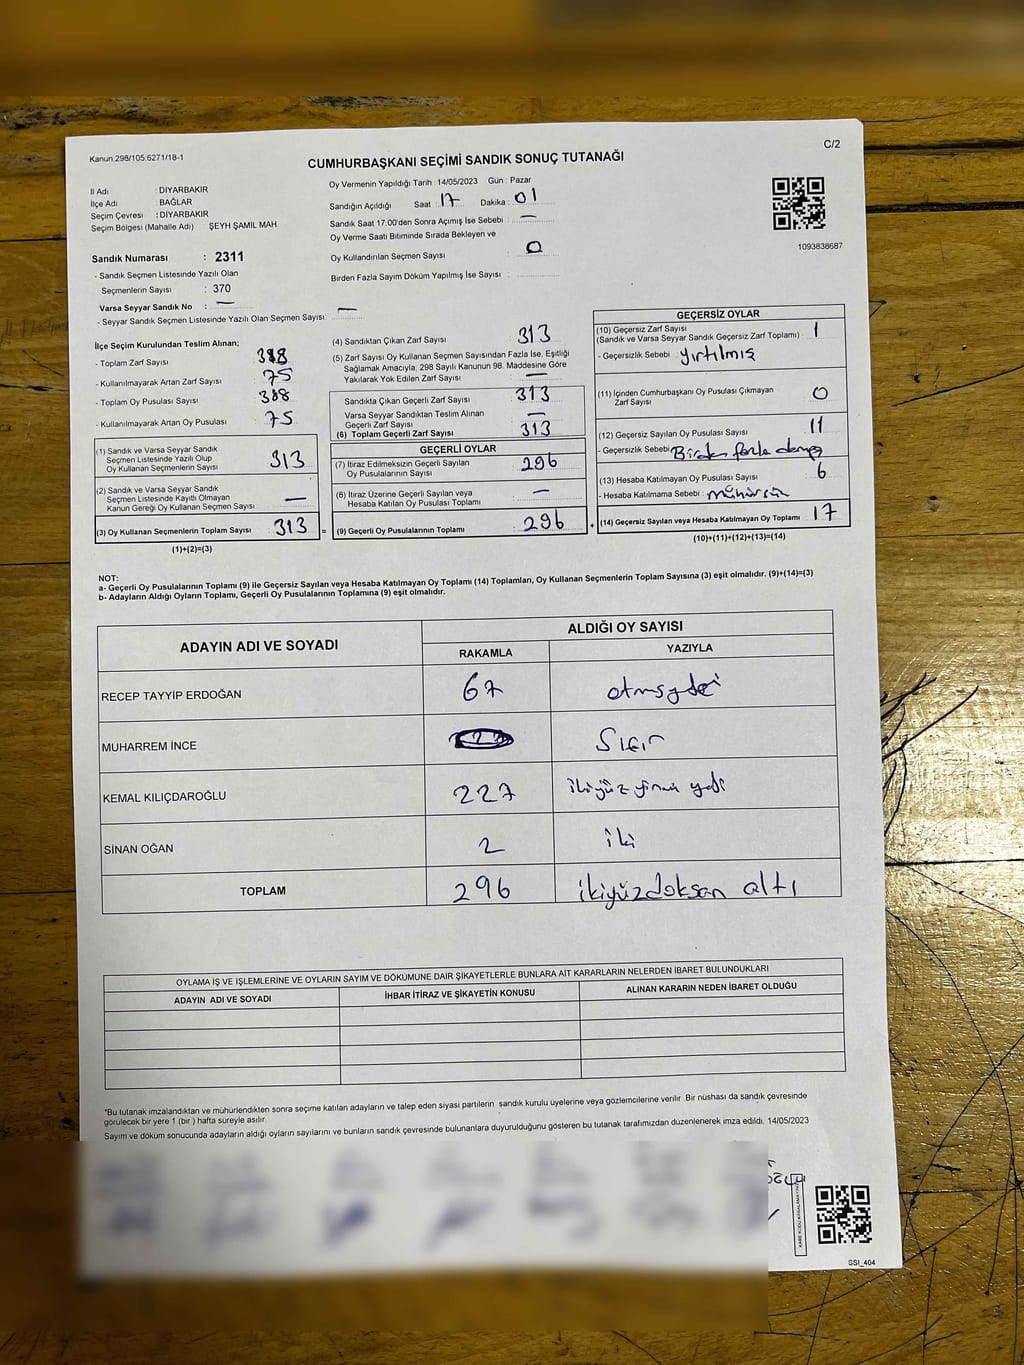 Kanun.298/105.6271/18-1
C/2
CUMHURBAŞKANI SEÇİMİ SANDIK SONUÇ TUTANAĞI
İl Adı : DİYARBAKIR
İlçe Adı : BAĞLAR
Seçim Çevresi : DİYARBAKIR
Seçim Bölgesi (Mahalle Adı) ŞEYH ŞAMİL MAH
Sandık Numarası : 2311
- Sandık Seçmen Listesinde Yazılı Olan
Seçmenlerin Sayısı : 370
Varsa Seyyar Sandık No : —
- Seyyar Sandık Seçmen Listesinde Yazılı Olan Seçmen Sayısı. —
Oy Vermenin Yapıldığı Tarih : 14/05/2023 Gün : Pazar
Sandığın Açıldığı Saat 17 Dakika : 01
Sandık Saat 17.00'den Sonra Açımış İse Sebebi : —
Oy Verme Saati Bitiminde Sırada Bekleyen ve
Oy Kullandırılan Seçmen Sayısı 0
Birden Fazla Sayım Döküm Yapılmış İse Sayısı :
1093838687
İlçe Seçim Kurulundan Teslim Alınan;
- Toplam Zarf Sayısı 388
- Kullanılmayarak Artan Zarf Sayısı 75
- Toplam Oy Pusulası Sayısı 388
- Kullanılmayarak Artan Oy Pusulası 75
(1) Sandık ve Varsa Seyyar Sandık
Seçmen Listesinde Yazılı Olup
Oy Kullanan Seçmenlerin Sayısı 313
(2) Sandık ve Varsa Seyyar Sandık
Seçmen Listesinde Kayıtlı Olmayan
Kanun Gereği Oy Kullanan Seçmen Sayısı —
(3) Oy Kullanan Seçmenlerin Toplam Sayısı 313 =
(1)+(2)=(3)
(4) Sandıktan Çıkan Zarf Sayısı 313
(5) Zarf Sayısı Oy Kullanan Seçmen Sayısından Fazla İse, Eşitliği
Sağlamak Amacıyla; 298 Sayılı Kanunun 98. Maddesine Göre
Yakılarak Yok Edilen Zarf Sayısı —
Sandıkta Çıkan Geçerli Zarf Sayısı 313
Varsa Seyyar Sandıktan Teslim Alınan
Geçerli Zarf Sayısı —
(6) Toplam Geçerli Zarf Sayısı 313
GEÇERLİ OYLAR
(7) İtiraz Edilmeksizin Geçerli Sayılan
Oy Pusulalarının Sayısı 296
(8) İtiraz Üzerine Geçerli Sayılan veya
Hesaba Katılan Oy Pusulası Toplamı —
(9) Geçerli Oy Pusulalarının Toplamı 296 +
GEÇERSİZ OYLAR
(10) Geçersiz Zarf Sayısı
(Sandık ve Varsa Seyyar Sandık Geçersiz Zarf Toplamı) 1
- Geçersizlik Sebebi yırtılmış
(11) İçinden Cumhurbaşkanı Oy Pusulası Çıkmayan
Zarf Sayısı 0
(12) Geçersiz Sayılan Oy Pusulası Sayısı 11
- Geçersizlik Sebebi Birden fazla
(13) Hesaba Katılmayan Oy Pusulası Sayısı 6
- Hesaba Katılmama Sebebi mühürsüz
(14) Geçersiz Sayılan veya Hesaba Katılmayan Oy Toplamı 17
(10)+(11)+(12)+(13)=(14)
NOT:
a- Geçerli Oy Pusulalarının Toplamı (9) ile Geçersiz Sayılan veya Hesaba Katılmayan Oy Toplamı (14) Toplamları, Oy Kullanan Seçmenlerin Toplam Sayısına (3) eşit olmalıdır. (9)+(14)=(3)
b- Adayların Aldığı Oyların Toplamı, Geçerli Oy Pusulalarının Toplamına (9) eşit olmalıdır.
ADAYIN ADI VE SOYADI ALDIĞI OY SAYISI
RAKAMLA YAZIYLA
RECEP TAYYİP ERDOĞAN 67 atmışyedi
MUHARREM İNCE Sıfır
KEMAL KILIÇDAROĞLU 227 ikiyüzyirmi yedi
SİNAN OĞAN 2 iki
TOPLAM 296 ikiyüzdoksan altı
OYLAMA İŞ VE İŞLEMLERİNE VE OYLARIN SAYIM VE DÖKÜMÜNE DAİR ŞİKAYETLERLE BUNLARA AİT KARARLARIN NELERDEN İBARET BULUNDUKLARI
ADAYIN ADI VE SOYADI İHBAR İTİRAZ VE ŞİKAYETİN KONUSU ALINAN KARARIN NEDEN İBARET OLDUĞU
*Bu tutanak imzalandıktan ve mühürlendikten sonra seçime katılan adayların ve talep eden siyasi partilerin sandık kurulu üyelerine veya gözlemcilerine verilir .Bir nüshası da sandık çevresinde
görülecek bir yere 1 (bir ) hafta süreyle asılır.
Sayım ve döküm sonucunda adayların aldığı oyların sayılarını ve bunların sandık çevresinde bulunanlara duyurulduğunu gösteren bu tutanak tarafımızdan düzenlenerek imza edildi. 14/05/2023
SSI_404